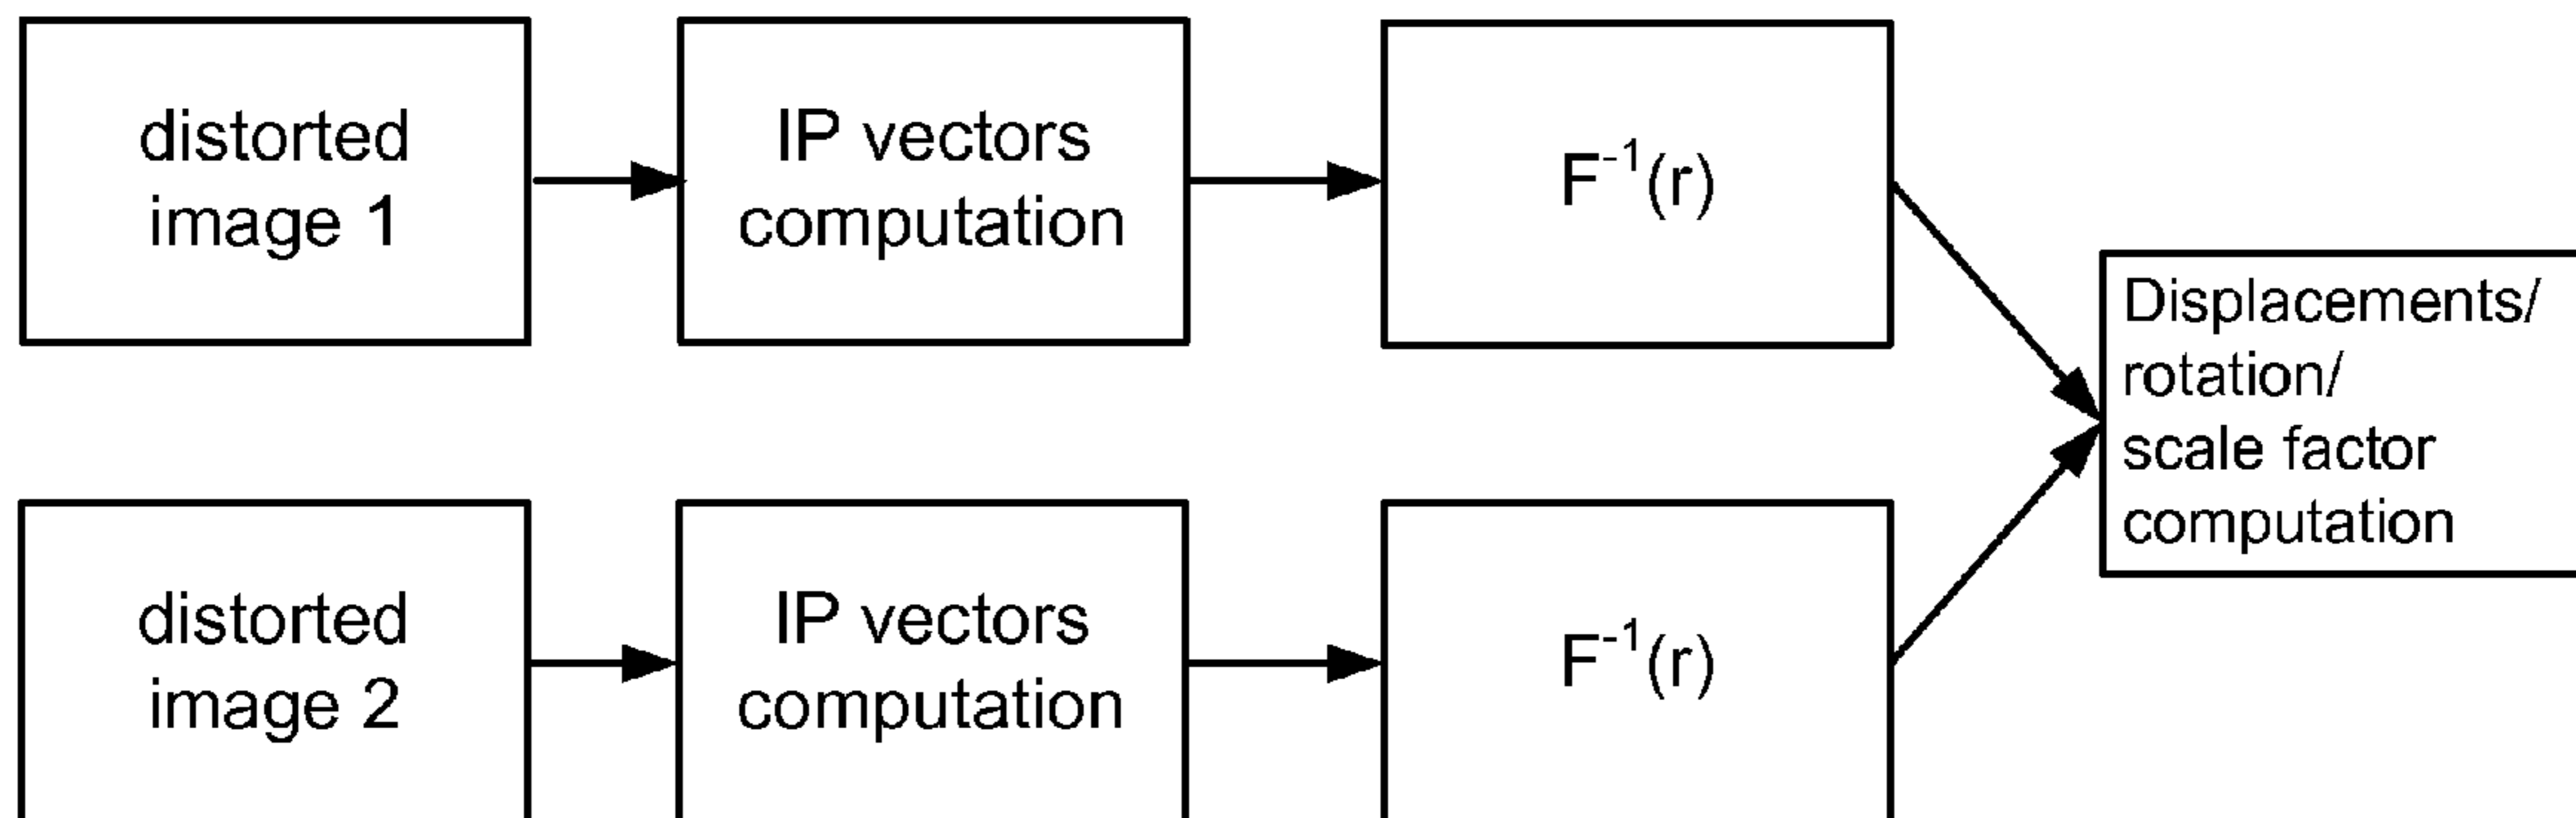 distorted
image 1
IP vectors
computation
F⁻¹(r)
Displacements/
rotation/
scale factor
computation
distorted
image 2
IP vectors
computation
F⁻¹(r)